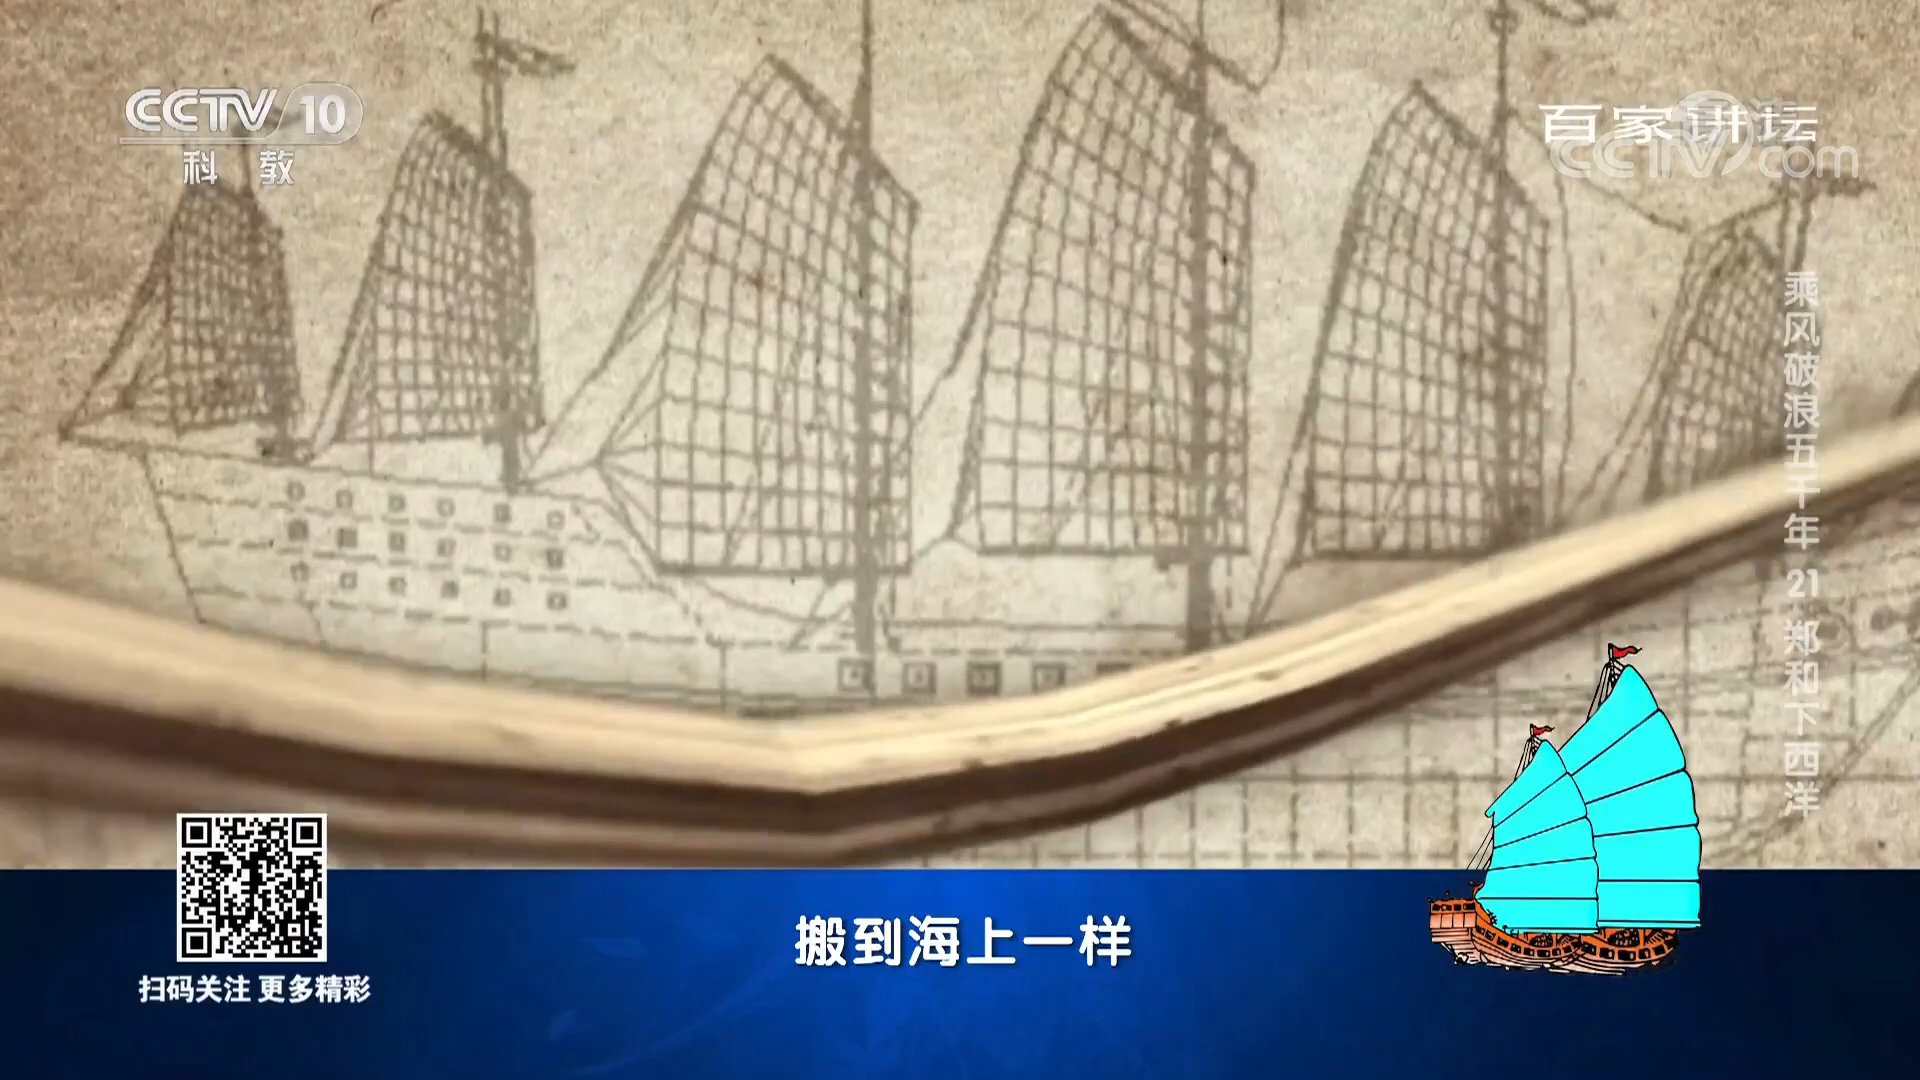 CCTV 10
科教
百家讲坛
CCTV.com
乘风破浪五千年 21 郑和下西洋
搬到海上一样
扫码关注 更多精彩